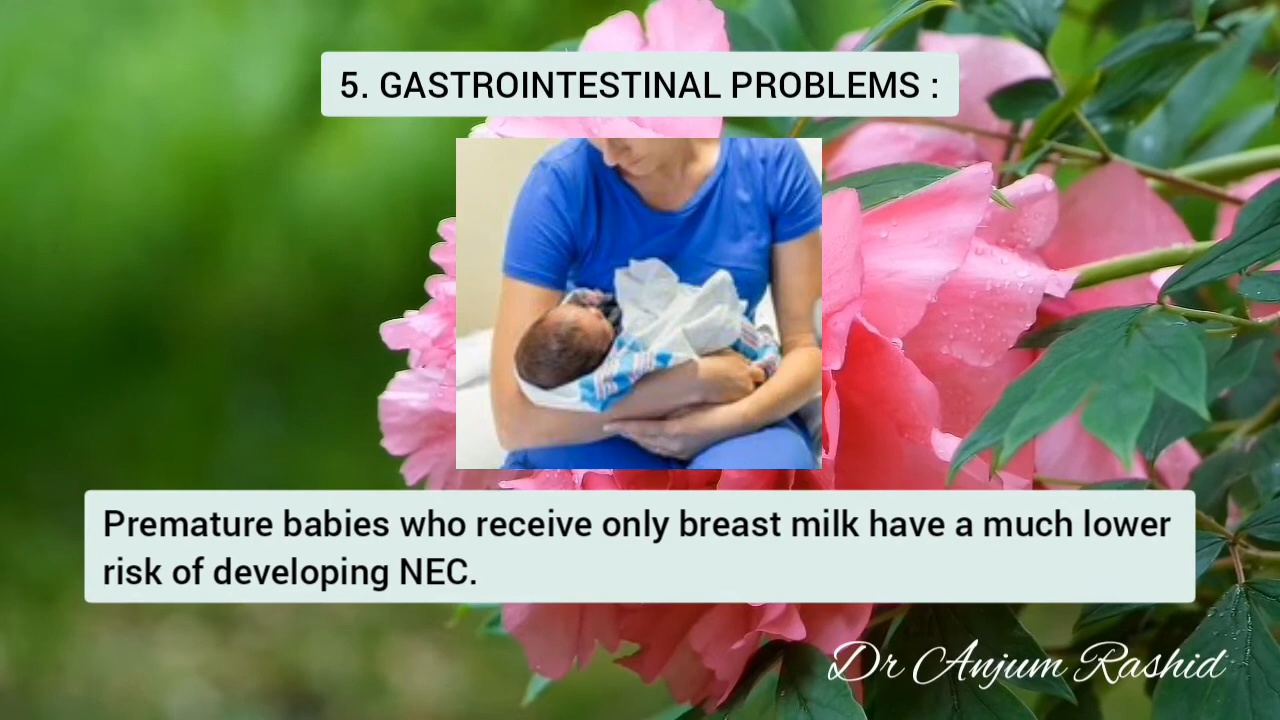 5. GASTROINTESTINAL PROBLEMS :
Premature babies who receive only breast milk have a much lower
risk of developing NEC.
Dr Anjum Rashid